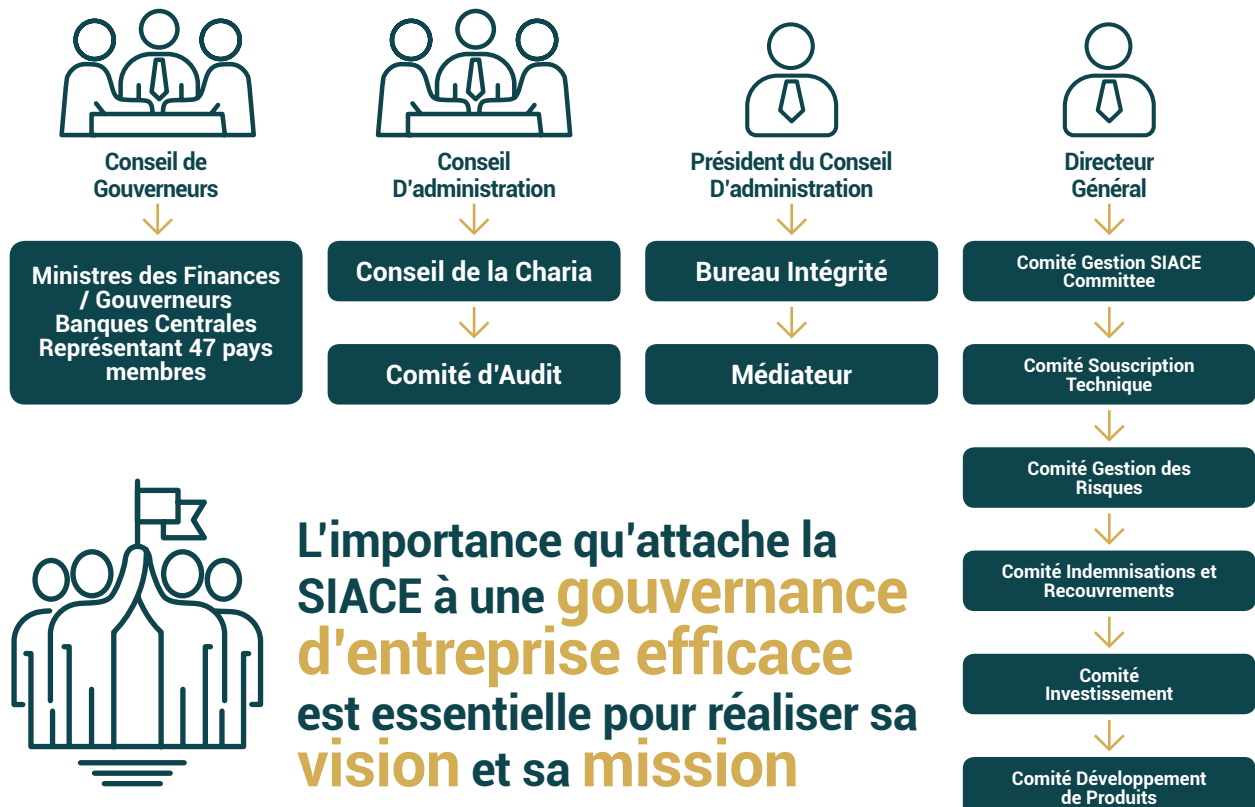 Conseil de
Gouverneurs
Ministres des Finances
/ Gouverneurs
Banques Centrales
Représentant 47 pays
membres
Conseil
D'administration
Conseil de la Charia
Comité d'Audit
Président du Conseil
D'administration
Bureau Intégrité
Médiateur
Directeur
Général
Comité Gestion SIACE
Committee
Comité Souscription
Technique
Comité Gestion des
Risques
Comité Indemnisations et
Recouvrements
Comité
Investissement
Comité Développement
de Produits
L'importance qu'attache la
SIACE à une gouvernance
d'entreprise efficace
est essentielle pour réaliser sa
vision et sa mission